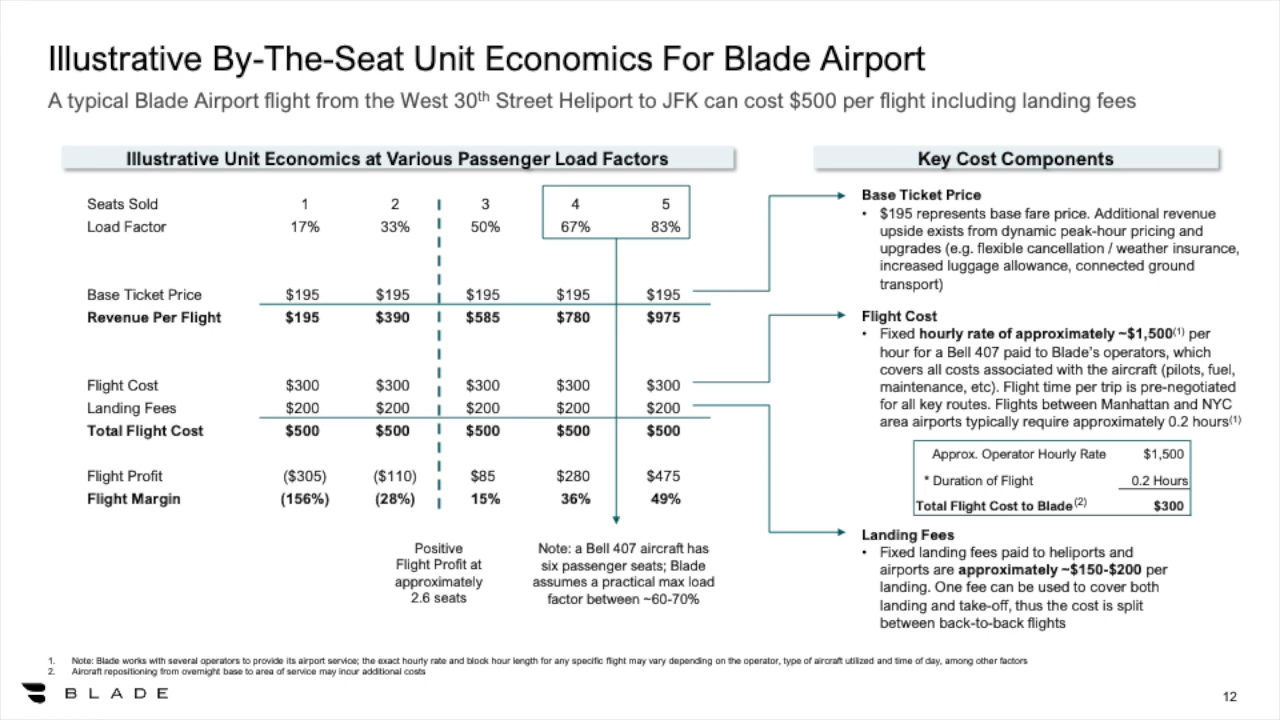 Illustrative By-The-Seat Unit Economics For Blade Airport
A typical Blade Airport flight from the West 30th Street Heliport to JFK can cost $500 per flight including landing fees
Illustrative Unit Economics at Various Passenger Load Factors
Seats Sold 1 2 3 4 5
Load Factor 17% 33% 50% 67% 83%
Base Ticket Price $195 $195 $195 $195 $195
Revenue Per Flight $195 $390 $585 $780 $975
Flight Cost $300 $300 $300 $300 $300
Landing Fees $200 $200 $200 $200 $200
Total Flight Cost $500 $500 $500 $500 $500
Flight Profit ($305) ($110) $85 $280 $475
Flight Margin (156%) (28%) 15% 36% 49%
Positive
Flight Profit at
approximately
2.6 seats
Note: a Bell 407 aircraft has
six passenger seats; Blade
assumes a practical max load
factor between ~60-70%
Key Cost Components
Base Ticket Price
• $195 represents base fare price. Additional revenue
upside exists from dynamic peak-hour pricing and
upgrades (e.g. flexible cancellation / weather insurance,
increased luggage allowance, connected ground
transport)
Flight Cost
• Fixed hourly rate of approximately ~$1,500(1) per
hour for a Bell 407 paid to Blade's operators, which
covers all costs associated with the aircraft (pilots, fuel,
maintenance, etc). Flight time per trip is pre-negotiated
for all key routes. Flights between Manhattan and NYC
area airports typically require approximately 0.2 hours(1)
Approx. Operator Hourly Rate $1,500
* Duration of Flight 0.2 Hours
Total Flight Cost to Blade(2) $300
Landing Fees
• Fixed landing fees paid to heliports and
airports are approximately ~$150-$200 per
landing. One fee can be used to cover both
landing and take-off, thus the cost is split
between back-to-back flights
1. Note: Blade works with several operators to provide its airport service; the exact hourly rate and block hour length for any specific flight may vary depending on the operator, type of aircraft utilized and time of day, among other factors
2. Aircraft repositioning from overnight base to area of service may incur additional costs
BLADE
12